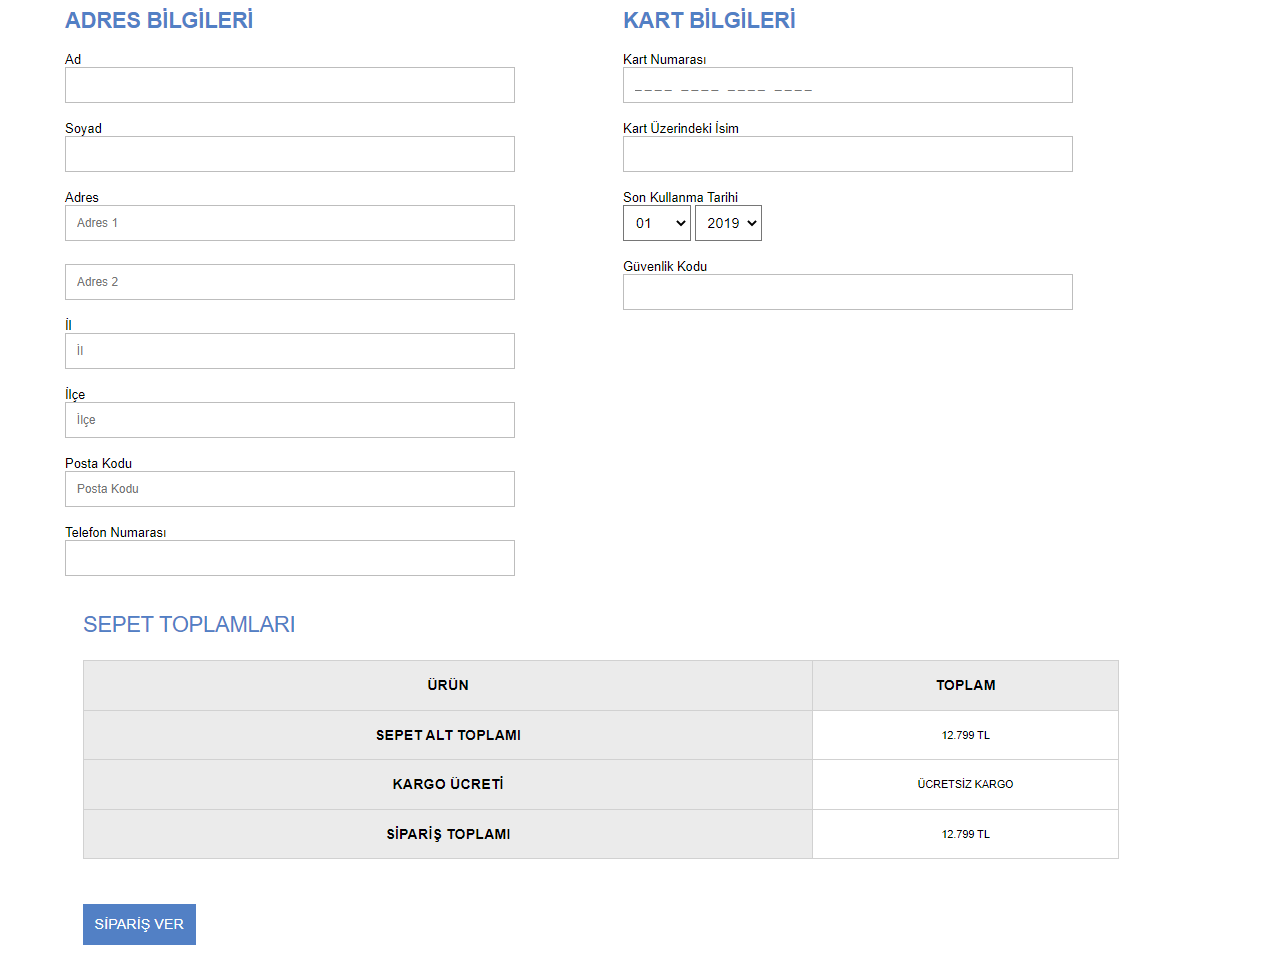 ADRES BİLGİLERİ
Ad
Soyad
Adres
Adres 1
Adres 2
İl
İl
İlçe
İlçe
Posta Kodu
Posta Kodu
Telefon Numarası
KART BİLGİLERİ
Kart Numarası
____ ____ ____ ____
Kart Üzerindeki İsim
Son Kullanma Tarihi
01 2019
Güvenlik Kodu
SEPET TOPLAMLARI
ÜRÜN TOPLAM
SEPET ALT TOPLAMI 12.799 TL
KARGO ÜCRETİ ÜCRETSİZ KARGO
SİPARİŞ TOPLAMI 12.799 TL
SİPARİŞ VER